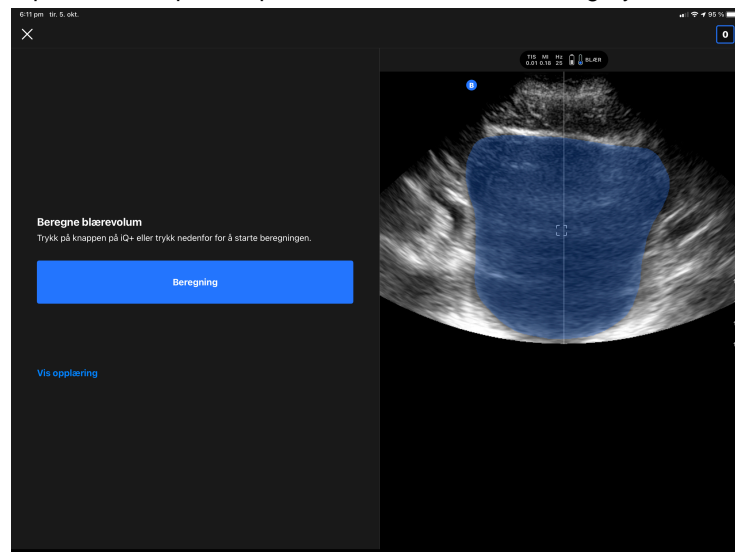 6:11 pm tir. 5. okt.
95 %
0
TIS MI Hz
0.01 0.18 25
BLÆR
B
Beregne blærevolum
Trykk på knappen på iQ+ eller trykk nedenfor for å starte beregningen.
Beregning
Vis opplæring